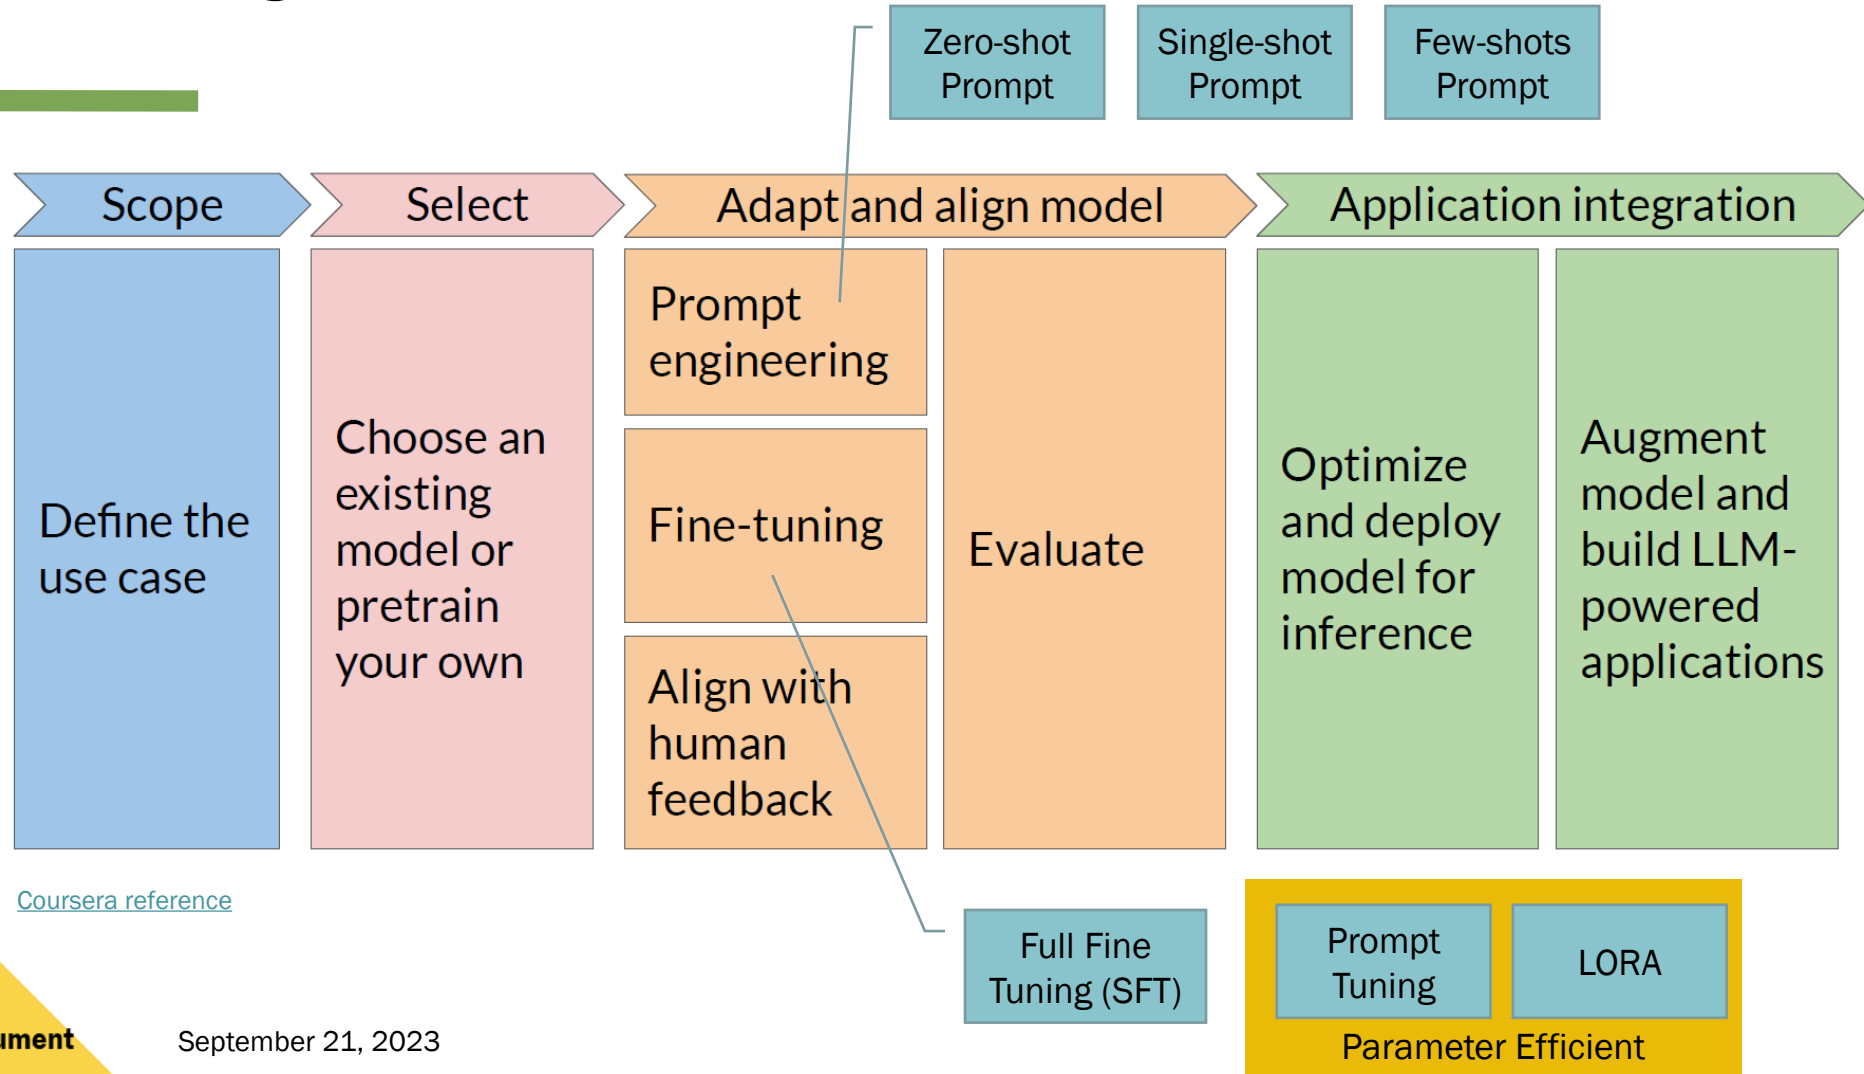 Zero-shot
Prompt
Single-shot
Prompt
Few-shots
Prompt
Scope
Select
Adapt and align model
Application integration
Define the
use case
Choose an
existing
model or
pretrain
your own
Prompt
engineering
Fine-tuning
Align with
human
feedback
Evaluate
Optimize
and deploy
model for
inference
Augment
model and
build LLM-
powered
applications
Coursera reference
Full Fine
Tuning (SFT)
Prompt
Tuning
LORA
Parameter Efficient
September 21, 2023